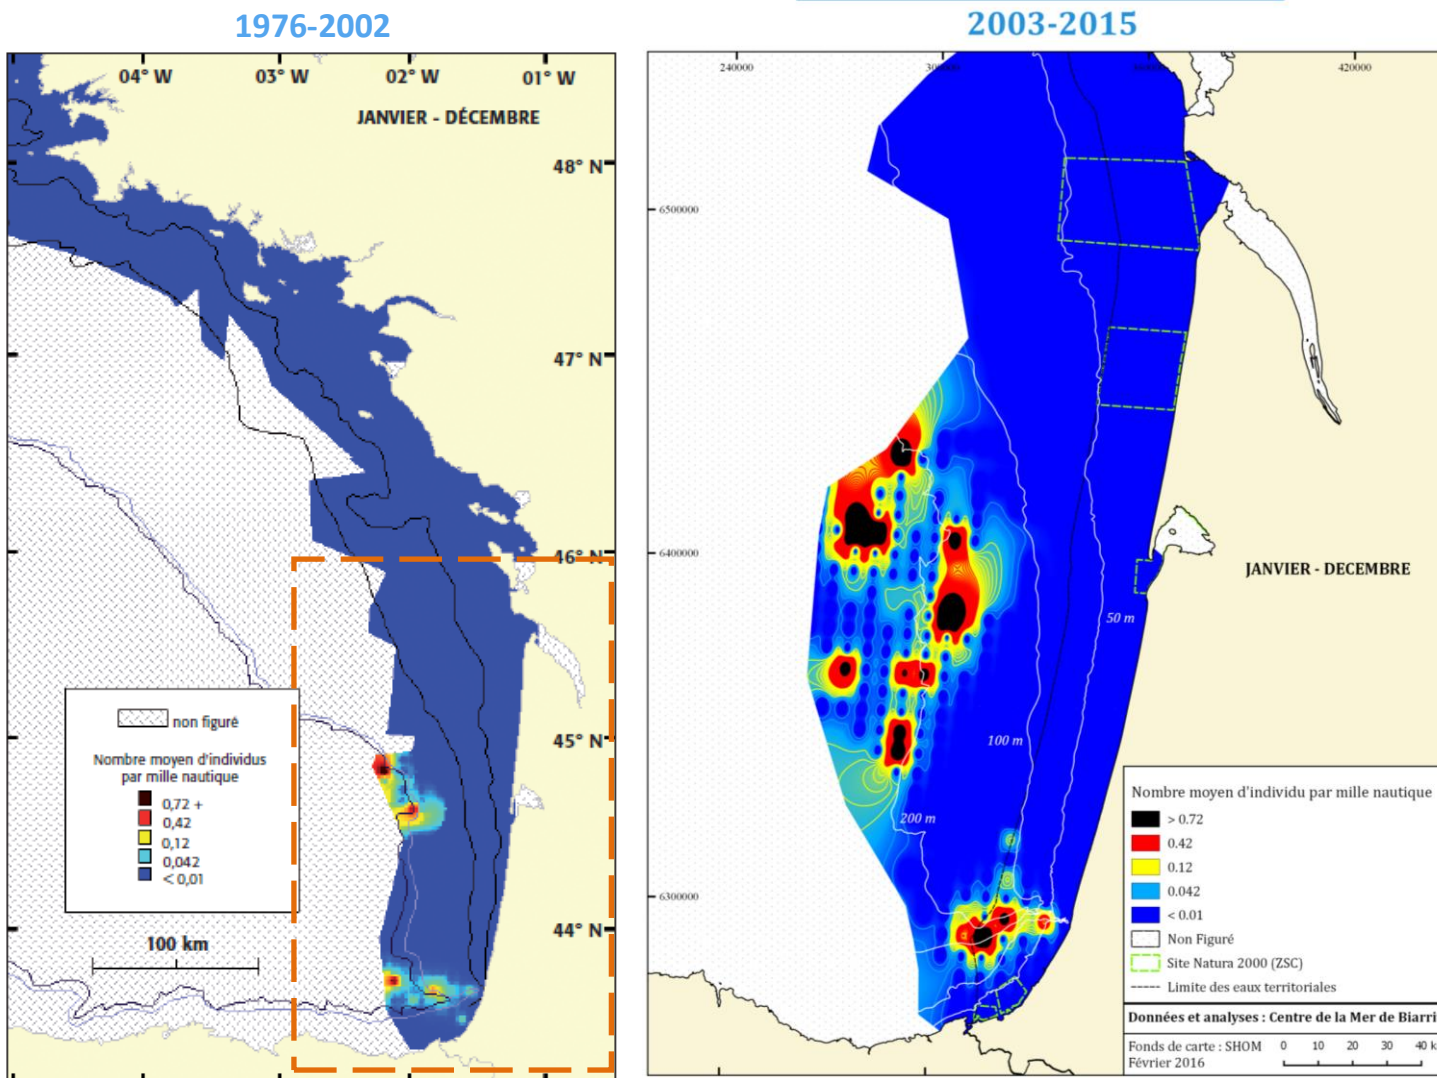 1976-2002
04° W
03° W
02° W
01° W
JANVIER - DÉCEMBRE
48° N
47° N
46° N
45° N
44° N
non figuré
Nombre moyen d'individus
par mille nautique
0,72 +
0,42
0,12
0,042
< 0,01
100 km
2003-2015
240000
420000
6500000
6400000
6300000
JANVIER - DECEMBRE
50 m
100 m
200 m
Nombre moyen d'individu par mille nautique
> 0.72
0.42
0.12
0.042
< 0.01
Non Figuré
Site Natura 2000 (ZSC)
Limite des eaux territoriales
Données et analyses : Centre de la Mer de Biarri
Fonds de carte : SHOM
Février 2016
0 10 20 30 40 k